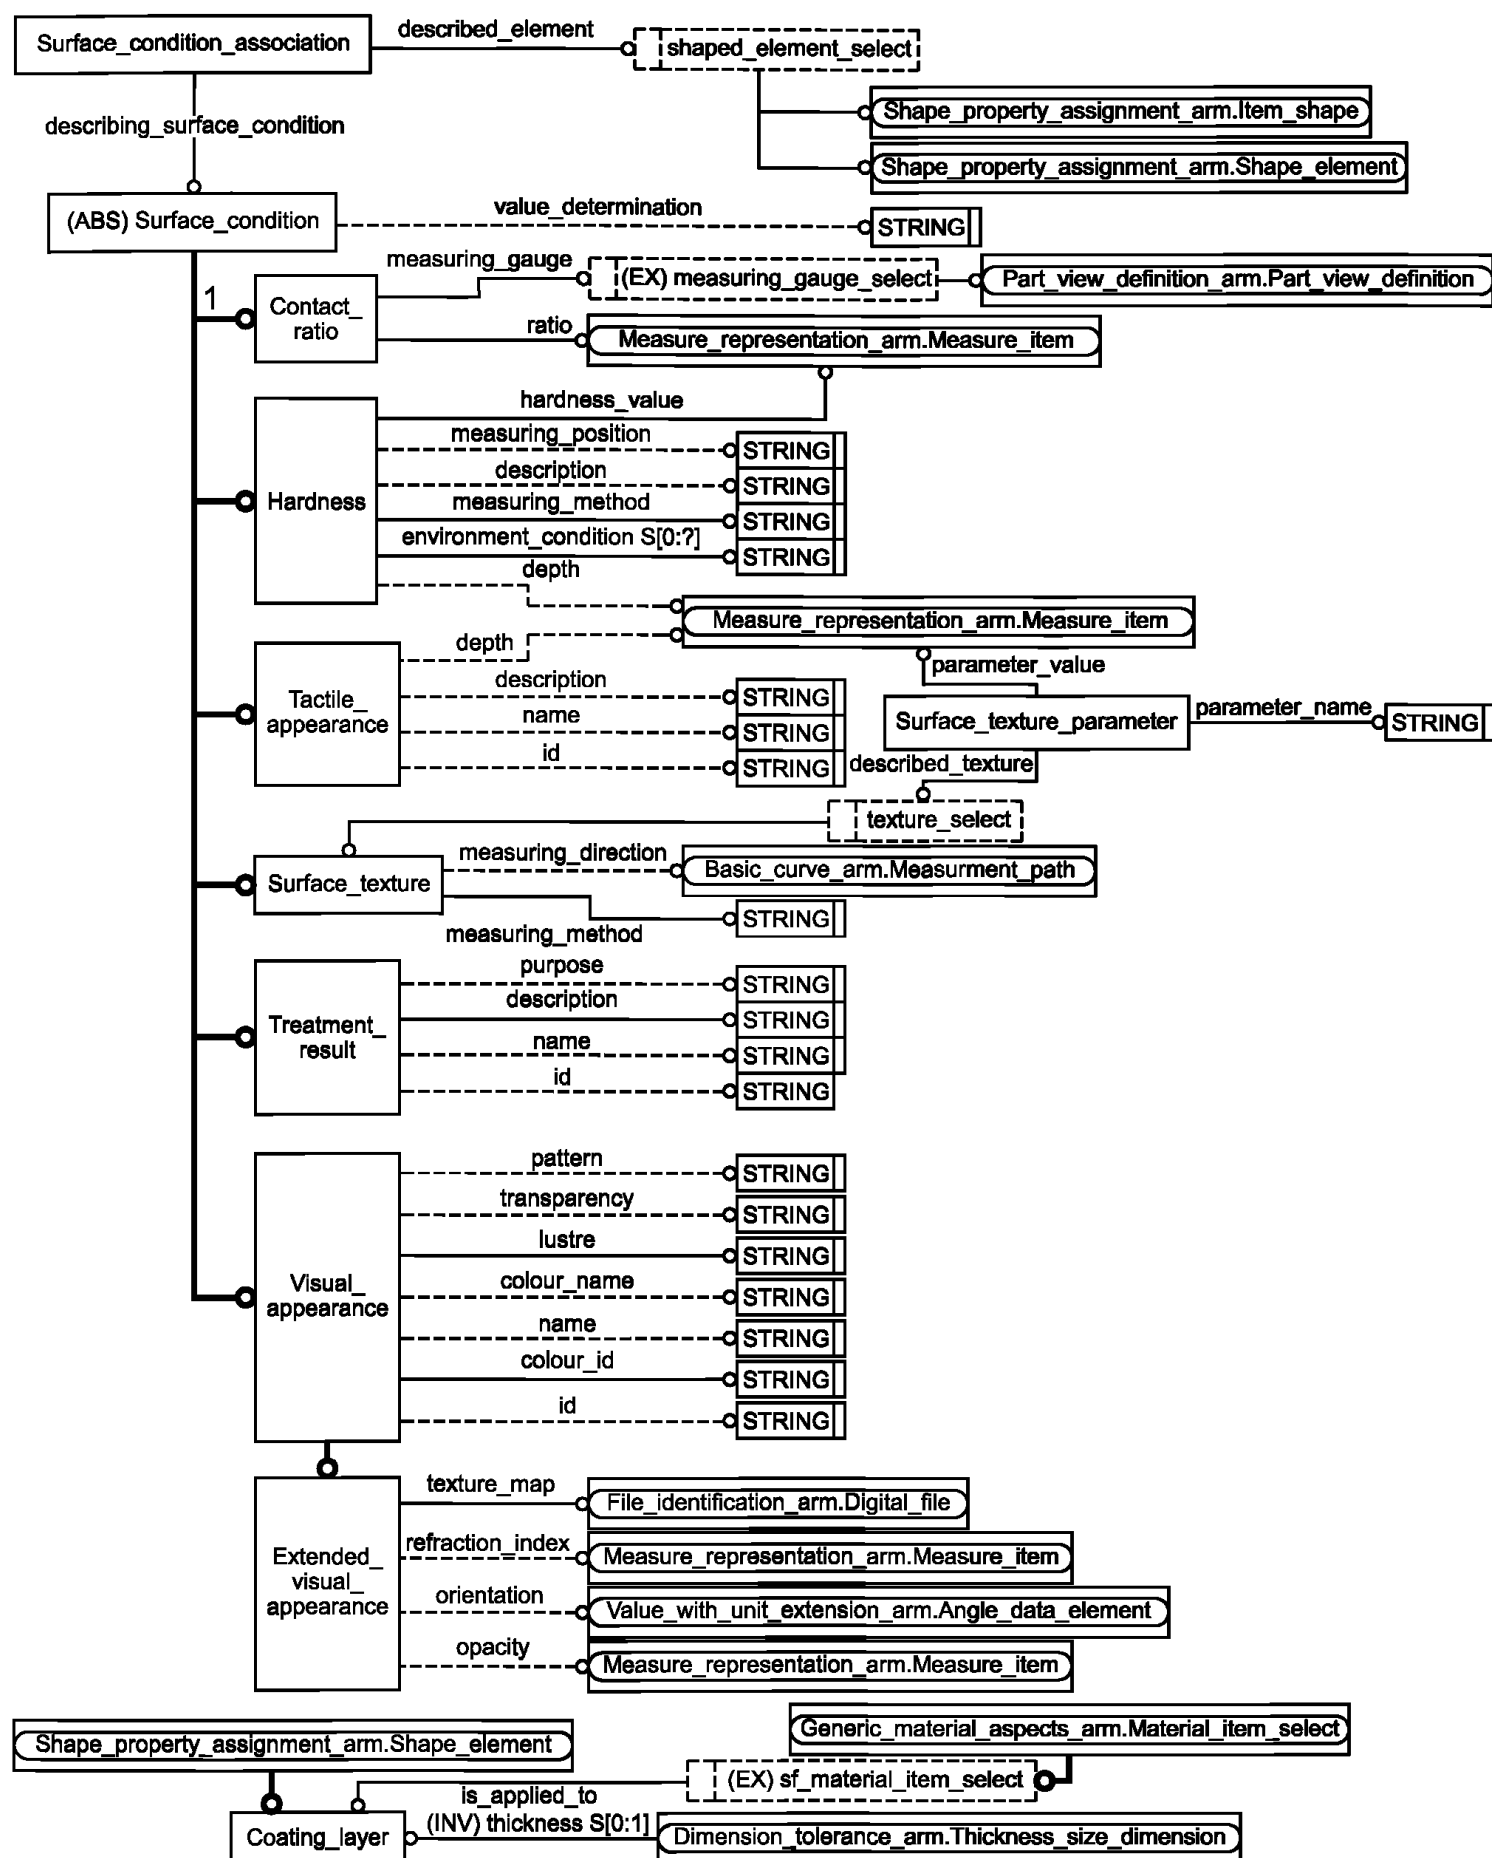 described_element
Surface_condition_association
shaped_element_select
Shape_property_assignment_arm.Item_shape
describing_surface_condition
Shape_property_assignment_arm.Shape_element
value_determination
(ABS) Surface_condition
STRING
measuring_gauge
(EX) measuring_gauge_select
Part_view_definition_arm.Part_view_definition
1
Contact_
ratio
ratio
Measure_representation_arm.Measure_item
hardness_value
measuring_position
STRING
description
STRING
Hardness
measuring_method
STRING
environment_condition S[0:?]
STRING
depth
Measure_representation_arm.Measure_item
depth
parameter_value
description
STRING
Tactile_
appearance
name
STRING
Surface_texture_parameter
parameter_name
STRING
id
STRING
described_texture
texture_select
measuring_direction
Basic_curve_arm.Measurment_path
Surface_texture
STRING
measuring_method
purpose
STRING
description
STRING
Treatment_
result
name
STRING
id
STRING
pattern
STRING
transparency
STRING
lustre
STRING
Visual_
appearance
colour_name
STRING
name
STRING
colour_id
STRING
id
STRING
texture_map
File_identification_arm.Digital_file
refraction_index
Measure_representation_arm.Measure_item
Extended_
visual_
appearance
orientation
Value_with_unit_extension_arm.Angle_data_element
opacity
Measure_representation_arm.Measure_item
Generic_material_aspects_arm.Material_item_select
Shape_property_assignment_arm.Shape_element
(EX) sf_material_item_select
is_applied_to
(INV) thickness S[0:1]
Coating_layer
Dimension_tolerance_arm.Thickness_size_dimension